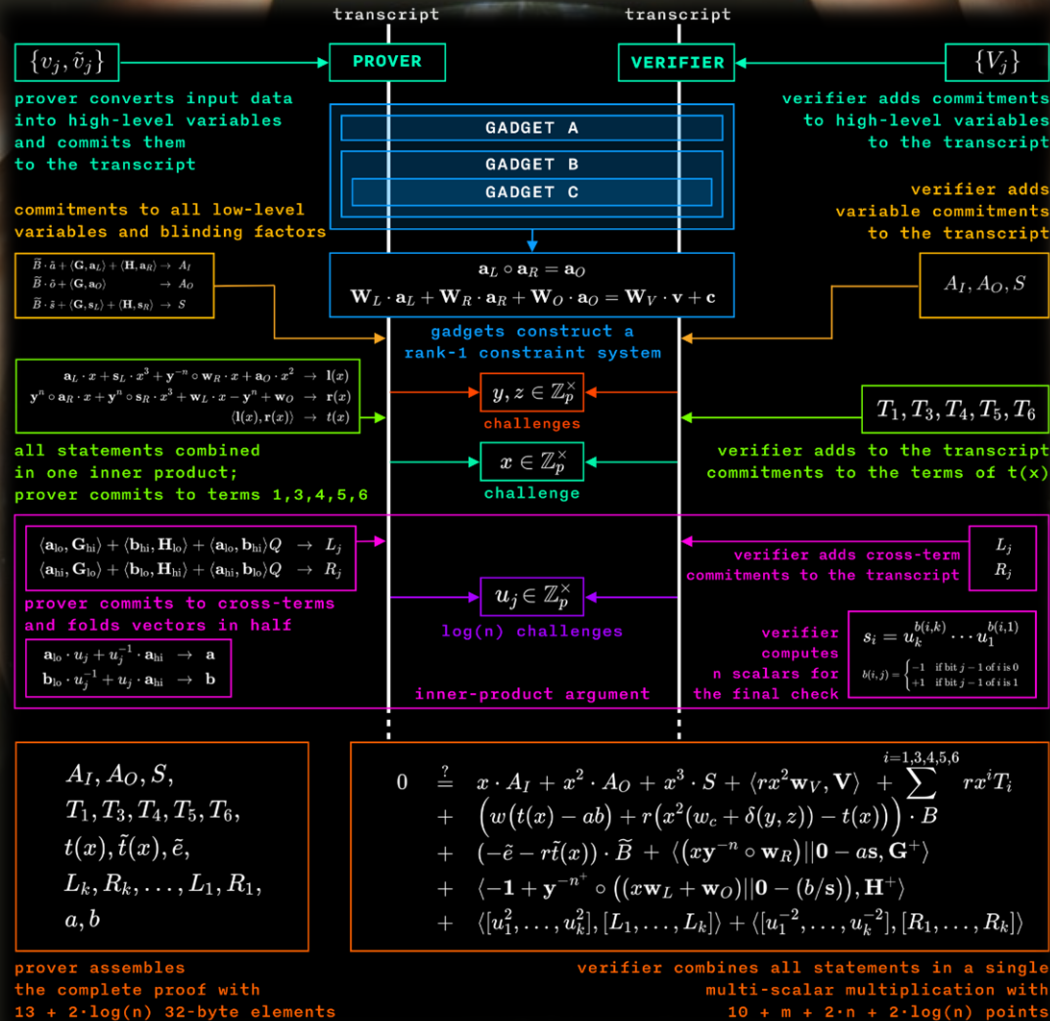 transcript transcript
{v_j, ṽ_j} PROVER VERIFIER {V_j}
prover converts input data
into high-level variables
and commits them
to the transcript
verifier adds commitments
to high-level variables
to the transcript
GADGET A
GADGET B
GADGET C
commitments to all low-level
variables and blinding factors
verifier adds
variable commitments
to the transcript
B̃ · ã + ⟨G, a_L⟩ + ⟨H, a_R⟩ → A_I
B̃ · õ + ⟨G, a_O⟩ → A_O
B̃ · s̃ + ⟨G, s_L⟩ + ⟨H, s_R⟩ → S
a_L ∘ a_R = a_O
W_L · a_L + W_R · a_R + W_O · a_O = W_V · v + c
A_I, A_O, S
gadgets construct a
rank-1 constraint system
a_L · x + s_L · x^3 + y^{-n} ∘ w_R · x + a_O · x^2 → l(x)
y^n ∘ a_R · x + y^n ∘ s_R · x^3 + w_L · x − y^n + w_O → r(x)
⟨l(x), r(x)⟩ → t(x)
y, z ∈ ℤ_p^×
challenges
T_1, T_3, T_4, T_5, T_6
all statements combined
in one inner product;
prover commits to terms 1,3,4,5,6
x ∈ ℤ_p^×
challenge
verifier adds to the transcript
commitments to the terms of t(x)
⟨a_lo, G_hi⟩ + ⟨b_hi, H_lo⟩ + ⟨a_lo, b_hi⟩Q → L_j
⟨a_hi, G_lo⟩ + ⟨b_lo, H_hi⟩ + ⟨a_hi, b_lo⟩Q → R_j
verifier adds cross-term
commitments to the transcript
L_j
R_j
prover commits to cross-terms
and folds vectors in half
u_j ∈ ℤ_p^×
log(n) challenges
a_lo · u_j + u_j^{-1} · a_hi → a
b_lo · u_j^{-1} + u_j · a_hi → b
verifier
computes
n scalars for
the final check
s_i = u_k^{b(i,k)} ⋯ u_1^{b(i,1)}
b(i, j) = { −1 if bit j − 1 of i is 0
+1 if bit j − 1 of i is 1
inner-product argument
A_I, A_O, S,
T_1, T_3, T_4, T_5, T_6,
t(x), t̃(x), ẽ,
L_k, R_k, . . . , L_1, R_1,
a, b
0 ≟ x · A_I + x^2 · A_O + x^3 · S + ⟨rx^2 w_V, V⟩ + ∑^{i=1,3,4,5,6} rx^i T_i
+ (w(t(x) − ab) + r(x^2(w_c + δ(y, z)) − t(x))) · B
+ (−ẽ − rt̃(x)) · B̃ + ⟨(xy^{-n} ∘ w_R)||0 − as, G^+⟩
+ ⟨−1 + y^{-n^+} ∘ ((xw_L + w_O)||0 − (b/s)), H^+⟩
+ ⟨[u_1^2, . . . , u_k^2], [L_1, . . . , L_k]⟩ + ⟨[u_1^{-2}, . . . , u_k^{-2}], [R_1, . . . , R_k]⟩
prover assembles
the complete proof with
13 + 2·log(n) 32-byte elements
verifier combines all statements in a single
multi-scalar multiplication with
10 + m + 2·n + 2·log(n) points